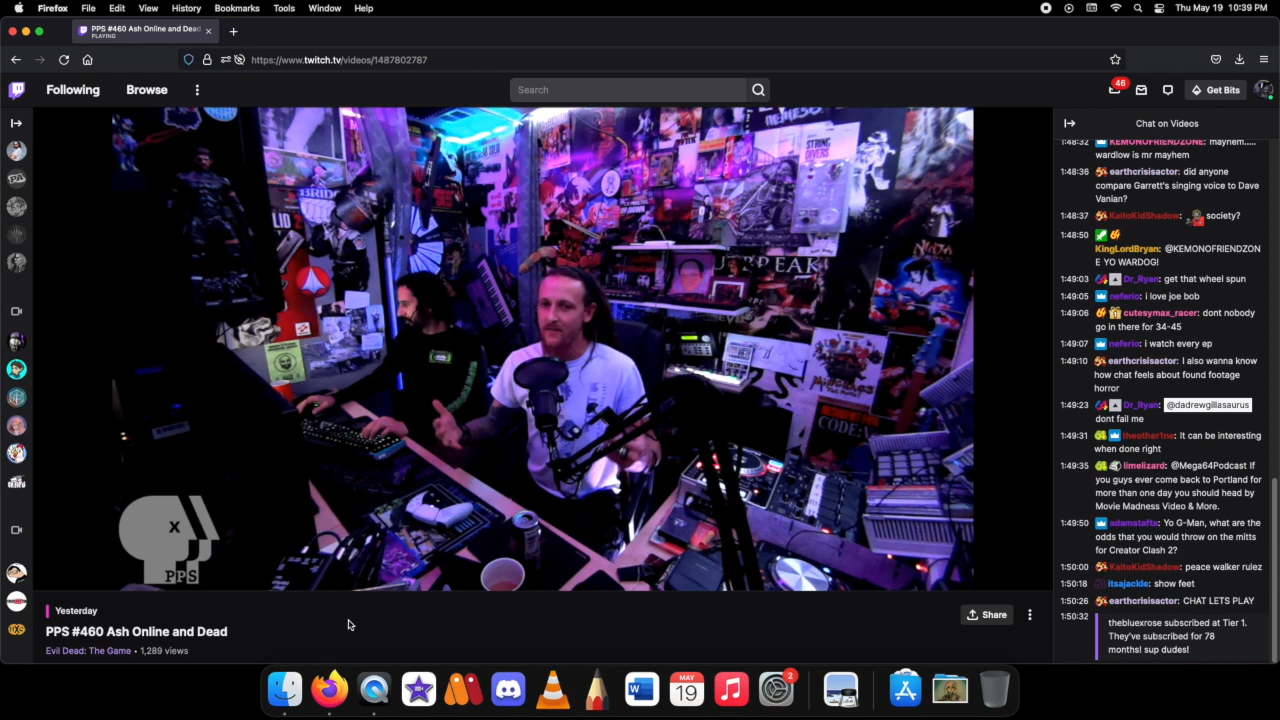 Firefox File Edit View History Bookmarks Tools Window Help
Thu May 19 10:39 PM
PPS #460 Ash Online and Dead
PLAYING
https://www.twitch.tv/videos/1487802787
Following
Browse
Search
46
Get Bits
Chat on Videos
1:48:32 KEMONOFRIENDZONE: mayhem.....
wardlow is mr mayhem
1:48:36 earthcrisisactor: did anyone
compare Garrett's singing voice to Dave
Vanian?
1:48:37 KaitoKidShadow: society?
1:48:50
KingLordBryan: @KEMONOFRIENDZON
E YO WARDOG!
1:49:03 Dr_Ryan: get that wheel spun
1:49:05 neferio: i love joe bob
1:49:06 cutesymax_racer: dont nobody
go in there for 34-45
1:49:07 neferio: i watch every ep
1:49:10 earthcrisisactor: I also wanna know
how chat feels about found footage
horror
1:49:23 Dr_Ryan: @dadrewgillasaurus
dont fail me
1:49:31 theother1ns: It can be interesting
when done right
1:49:35 limelizard: @Mega64Podcast If
you guys ever come back to Portland for
more than one day you should head by
Movie Madness Video & More.
1:49:50 adamstafta: Yo G-Man, what are the
odds that you would throw on the mitts
for Creator Clash 2?
1:50:00 KaitoKidShadow: peace walker rulez
1:50:18 itsajackle: show feet
1:50:26 earthcrisisactor: CHAT LETS PLAY
1:50:32
thebluexrose subscribed at Tier 1.
They've subscribed for 78
months! sup dudes!
STRING
DIVERS
OUTBREAK
NINJA
CODE:
X
PPS
Yesterday
PPS #460 Ash Online and Dead
Evil Dead: The Game • 1,289 views
Share
MAY
19
2